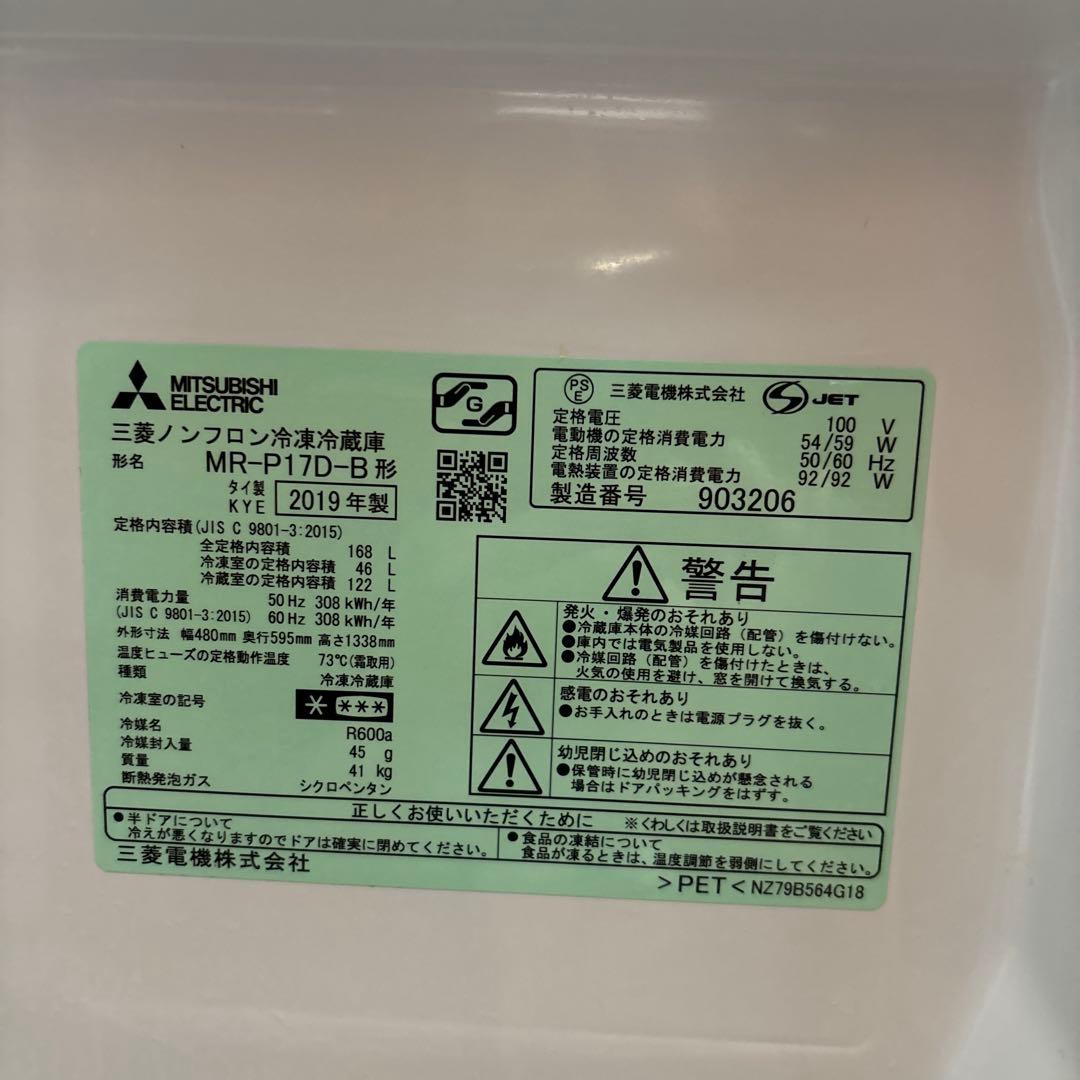 MITSUBISHI
ELECTRIC
三菱ノンフロン冷凍冷蔵庫
形名 MR-P17D-B形
タイ製
KYE 2019年製
定格内容積(JIS C 9801-3:2015)
全定格内容積 168 L
冷凍室の定格内容積 46 L
冷蔵室の定格内容積 122 L
消費電力量 50Hz 308kWh/年
(JIS C 9801-3:2015) 60Hz 308kWh/年
外形寸法 幅480mm 奥行595mm 高さ1338mm
温度ヒューズの定格動作温度 73℃(霜取用)
種類 冷凍冷蔵庫
冷凍室の記号 * ***
冷媒名 R600a
冷媒封入量 45 g
質量 41 kg
断熱発泡ガス シクロペンタン
G
PSE 三菱電機株式会社 S JET
定格電圧 100 V
電動機の定格消費電力 54/59 W
定格周波数 50/60 Hz
電熱装置の定格消費電力 92/92 W
製造番号 903206
警告
発火・爆発のおそれあり
●冷蔵庫本体の冷媒回路(配管)を傷付けない。
●庫内では電気製品を使用しない。
●冷媒回路(配管)を傷付けたときは、
火気の使用を避け、窓を開けて換気する。
感電のおそれあり
●お手入れのときは電源プラグを抜く。
幼児閉じ込めのおそれあり
●保管時に幼児閉じ込めが懸念される
場合はドアパッキングをはずす。
正しくお使いいただくために ※くわしくは取扱説明書をご覧ください
●半ドアについて
冷えが悪くなりますのでドアは確実に閉めてください。
●食品の凍結について
食品が凍るときは、温度調節を弱側にしてください。
三菱電機株式会社
>PET< NZ79B564G18